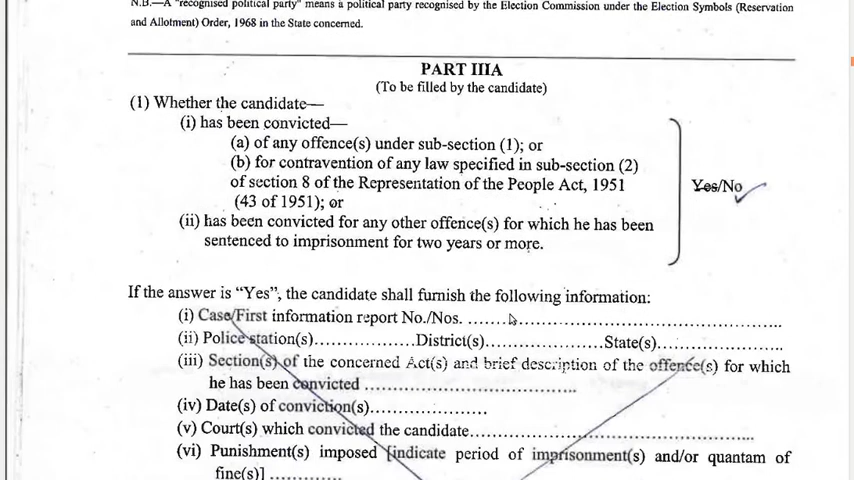 N.B.—A "recognised political party" means a political party recognised by the Election Commission under the Election Symbols (Reservation
and Allotment) Order, 1968 in the State concerned.
PART IIIA
(To be filled by the candidate)
(1) Whether the candidate—
(i) has been convicted—
(a) of any offence(s) under sub-section (1); or
(b) for contravention of any law specified in sub-section (2)
of section 8 of the Representation of the People Act, 1951
(43 of 1951); or
(ii) has been convicted for any other offence(s) for which he has been
sentenced to imprisonment for two years or more.
Yes/No
If the answer is "Yes", the candidate shall furnish the following information:
(i) Case/First information report No./Nos. ..................................................
(ii) Police station(s)..................District(s).....................State(s).....................
(iii) Section(s) of the concerned Act(s) and brief description of the offence(s) for which
he has been convicted .....................................
(iv) Date(s) of conviction(s)....................
(v) Court(s) which convicted the candidate..................................................
(vi) Punishment(s) imposed [indicate period of imprisonment(s) and/or quantam of
fine(s)] .............